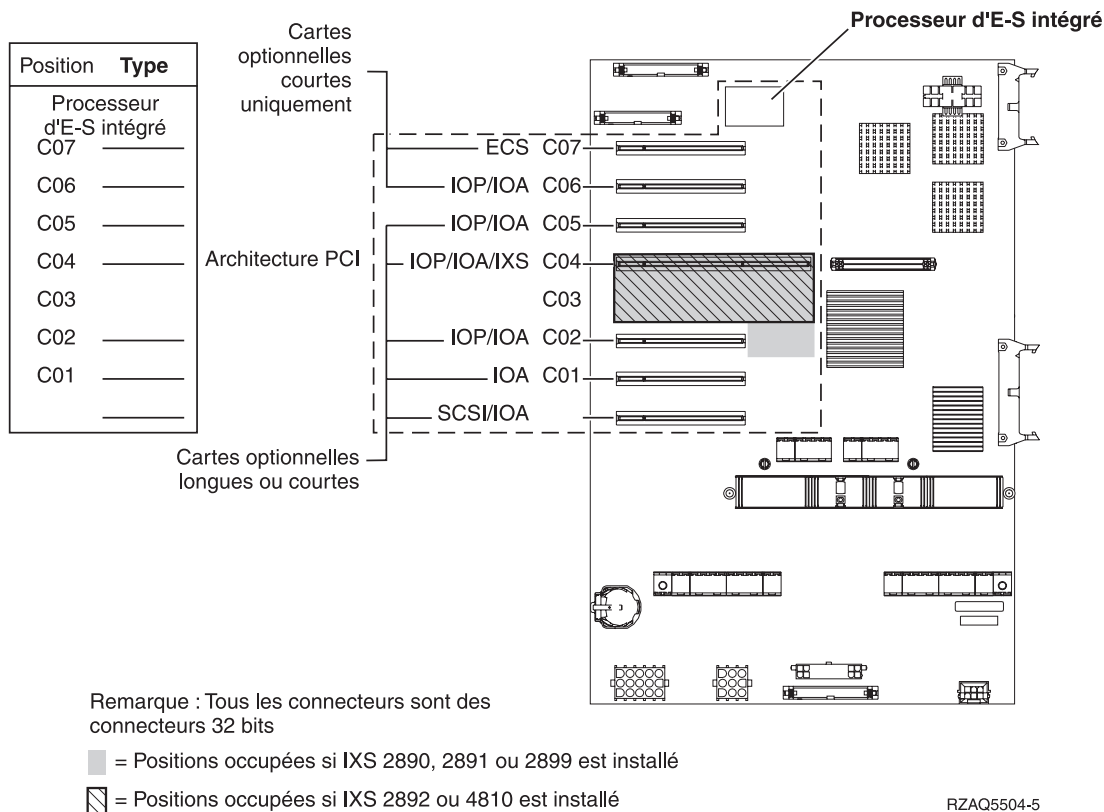 Processeur d'E-S intégré
Cartes
optionnelles
courtes
uniquement
Position Type
Processeur
d'E-S intégré
C07
C06
C05
C04
C03
C02
C01
Architecture PCI
ECS C07
IOP/IOA C06
IOP/IOA C05
IOP/IOA/IXS C04
C03
IOP/IOA C02
IOA C01
SCSI/IOA
Cartes optionnelles
longues ou courtes
Remarque : Tous les connecteurs sont des
connecteurs 32 bits
= Positions occupées si IXS 2890, 2891 ou 2899 est installé
= Positions occupées si IXS 2892 ou 4810 est installé
RZAQ5504-5